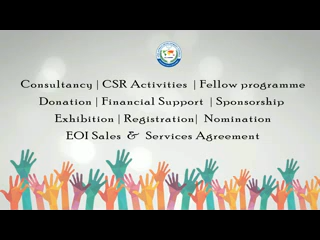 Consultancy | CSR Activities | Fellow programme
Donation | Financial Support | Sponsorship
Exhibition | Registration| Nomination
EOI Sales & Services Agreement